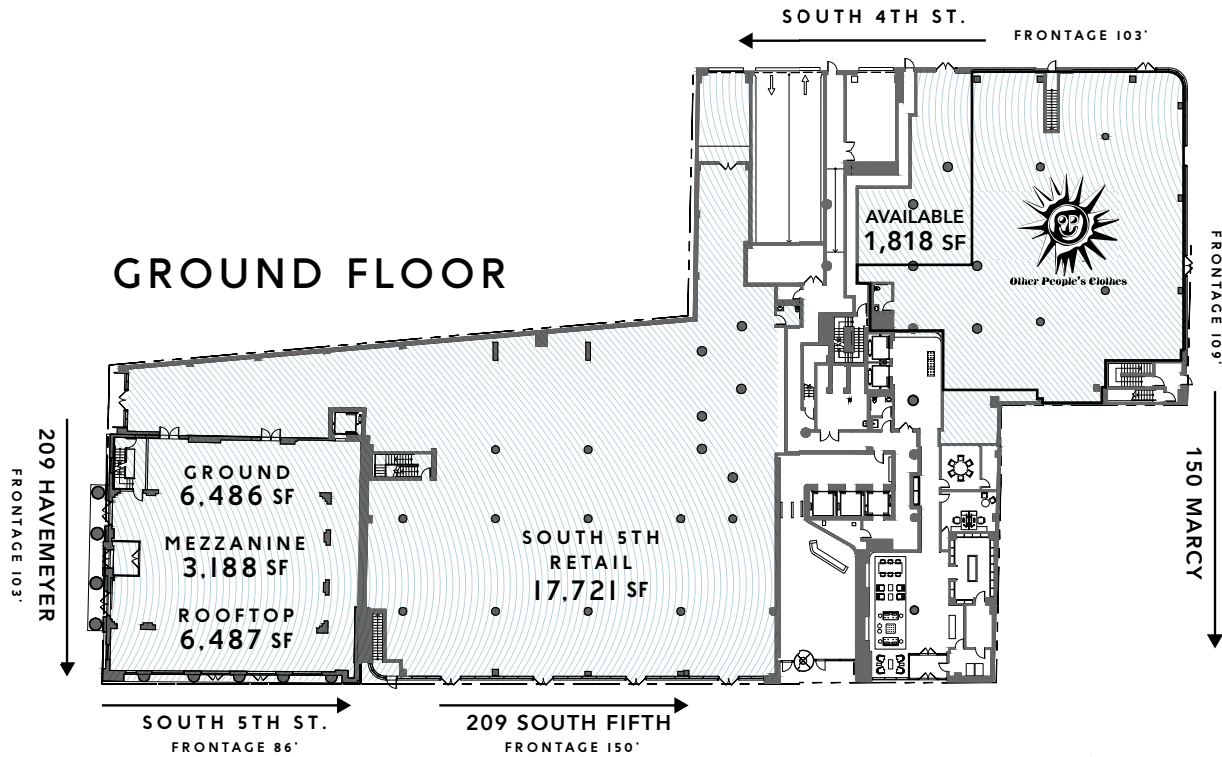 SOUTH 4TH ST.
FRONTAGE 103'
AVAILABLE
1,818 SF
Other People's Clothes
GROUND FLOOR
FRONTAGE 109'
150 MARCY
209 HAVEMEYER
FRONTAGE 103'
GROUND
6,486 SF
MEZZANINE
3,188 SF
ROOFTOP
6,487 SF
SOUTH 5TH
RETAIL
17,721 SF
SOUTH 5TH ST.
FRONTAGE 86'
209 SOUTH FIFTH
FRONTAGE 150'